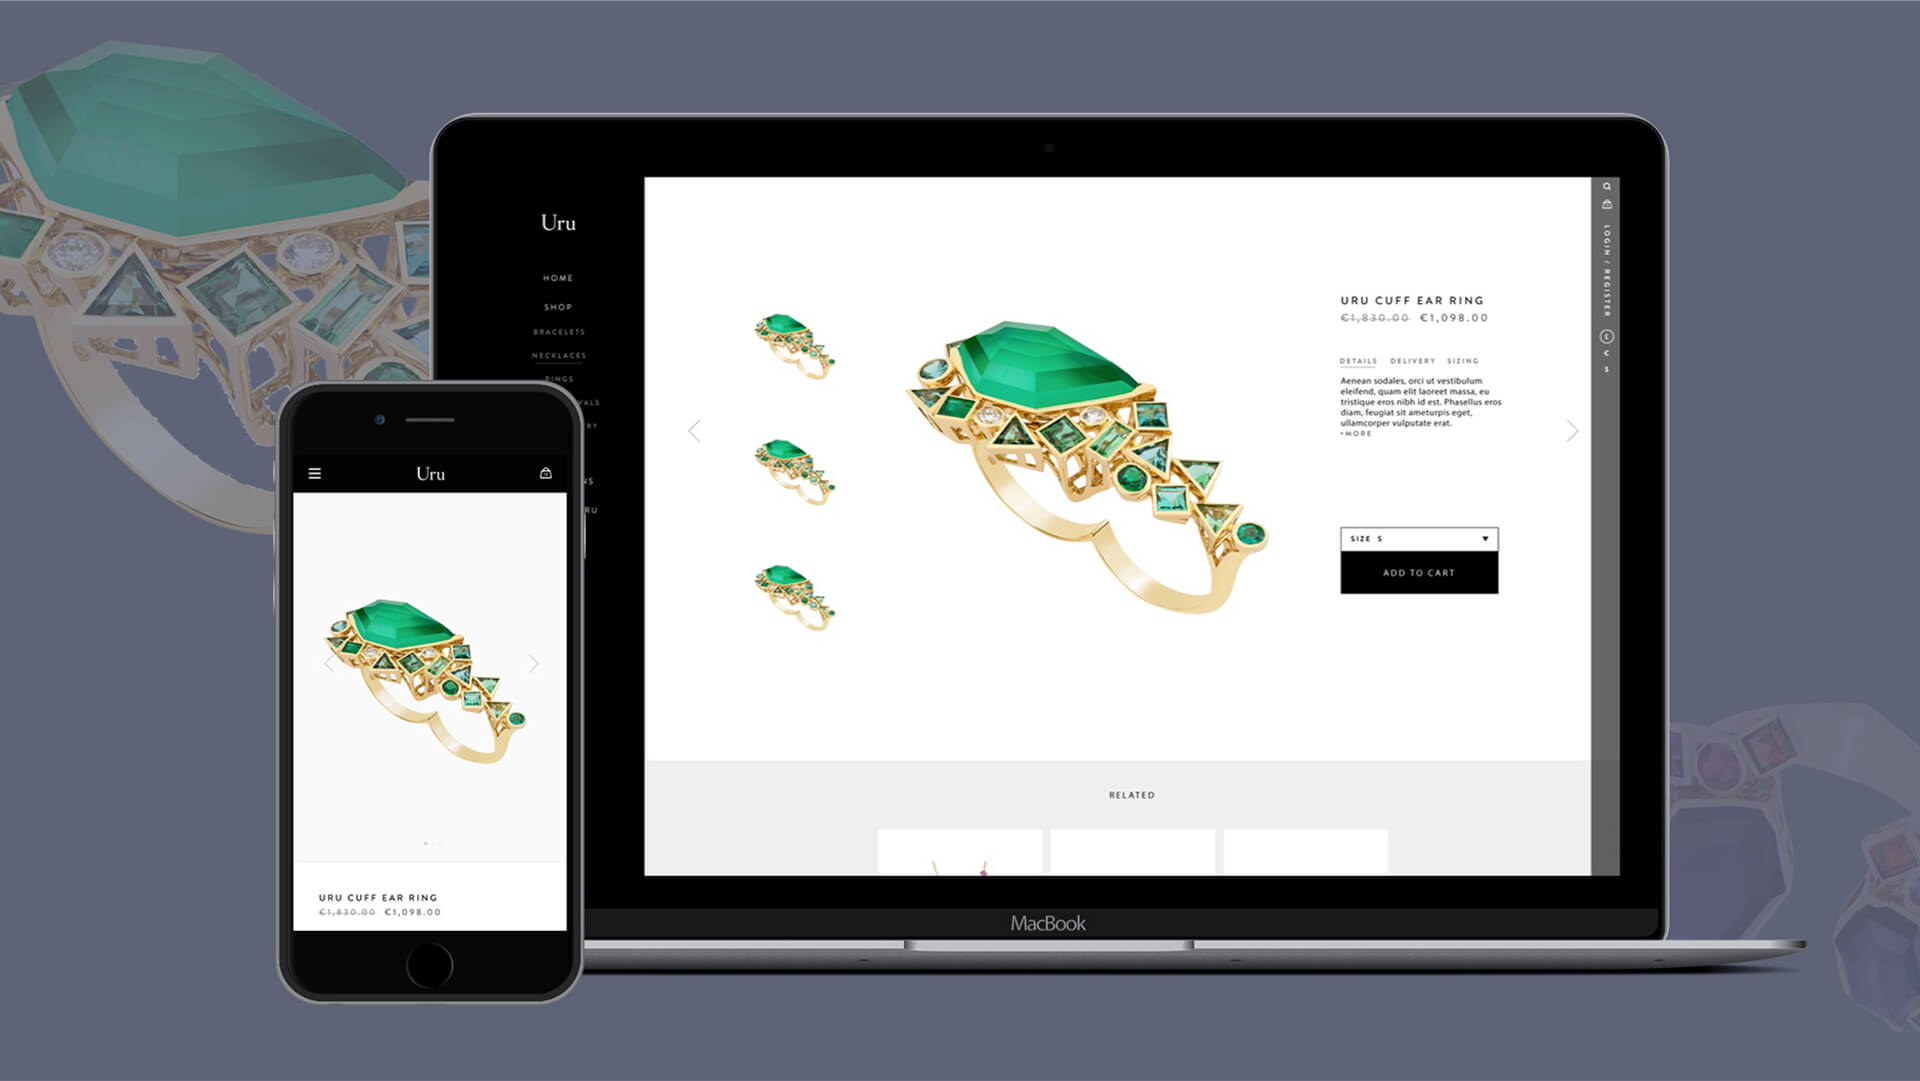 Uru
HOME
SHOP
BRACELETS
NECKLACES
RINGS
URU CUFF EAR RING
€1,830.00 €1,098.00
DETAILS DELIVERY SIZING
Aenean sodales, orci ut vestibulum
eleifend, quam elit laoreet massa, eu
tristique eros nibh id est. Phasellus eros
diam, feugiat sit ameturpis eget,
ullamcorper vulputate erat.
+MORE
SIZE S
ADD TO CART
LOGIN / REGISTER
£
€
$
RELATED
MacBook
Uru
URU CUFF EAR RING
€1,830.00 €1,098.00